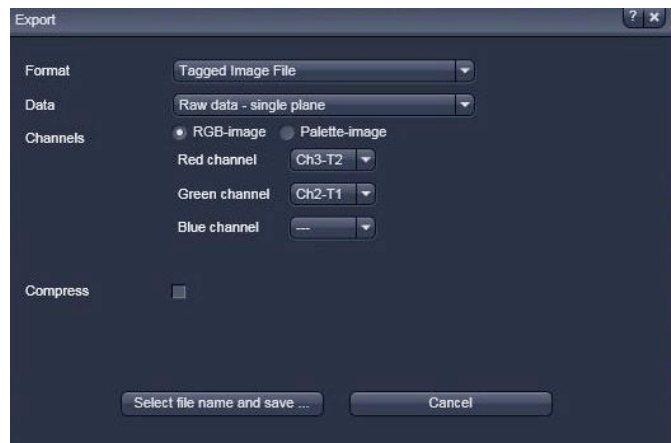 Export ? ×
Format Tagged Image File
Data Raw data - single plane
Channels RGB-image Palette-image
Red channel Ch3-T2
Green channel Ch2-T1
Blue channel ---
Compress
Select file name and save ... Cancel